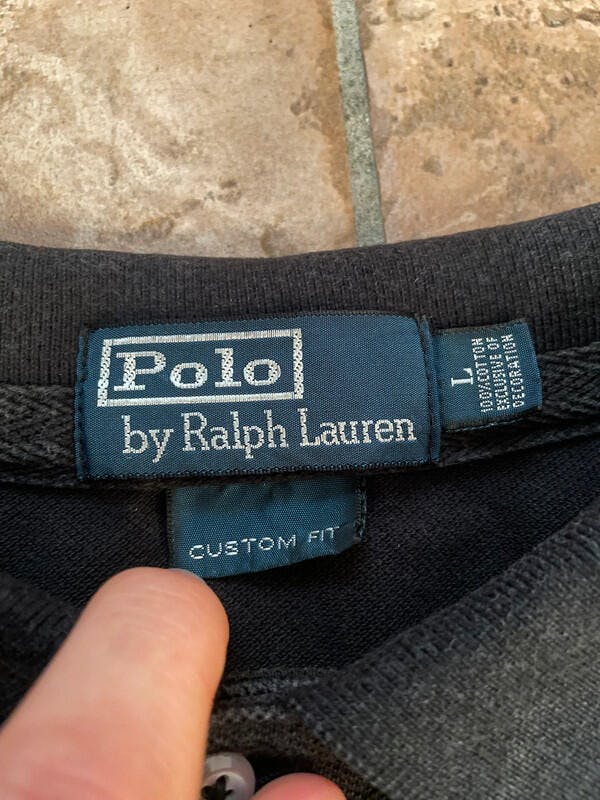 Polo
by Ralph Lauren
L
100% COTTON
EXCLUSIVE OF
DECORATION
CUSTOM FIT